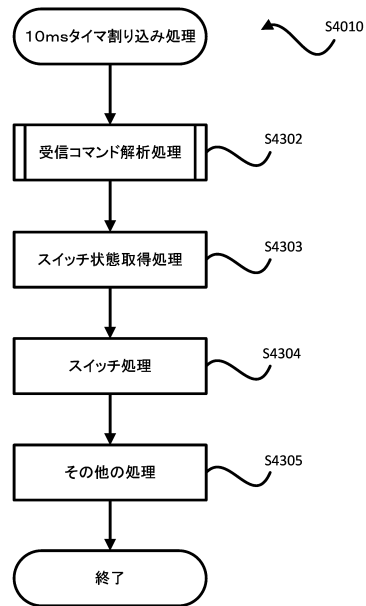 10msタイマ割り込み処理
S4010
受信コマンド解析処理
S4302
スイッチ状態取得処理
S4303
スイッチ処理
S4304
その他の処理
S4305
終了